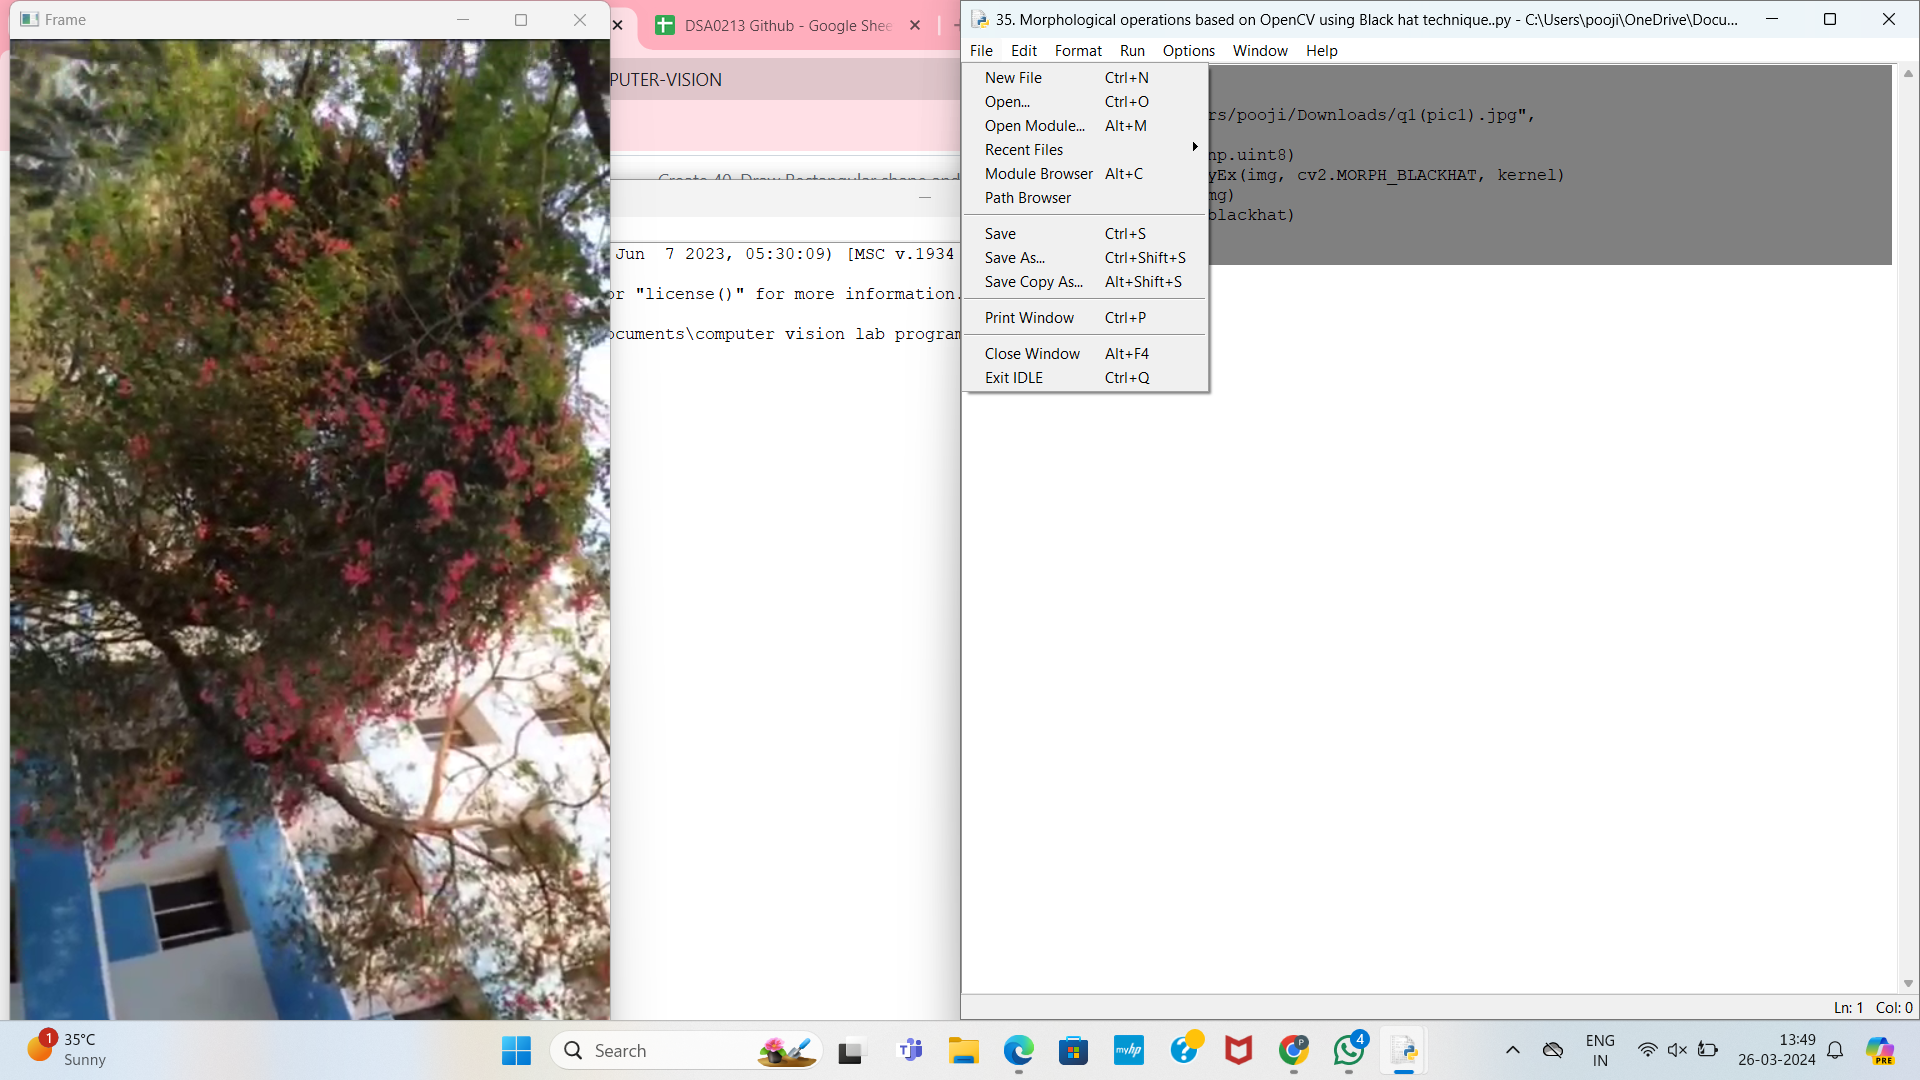 Frame
DSA0213 Github - Google Shee
PUTER-VISION
Jun  7 2023, 05:30:09) [MSC v.1934
or "license()" for more information.
ocuments\computer vision lab program
35. Morphological operations based on OpenCV using Black hat technique..py - C:\Users\pooji\OneDrive\Docu...
File Edit Format Run Options Window Help
New File Ctrl+N
Open... Ctrl+O
Open Module... Alt+M
Recent Files
Module Browser Alt+C
Path Browser
Save Ctrl+S
Save As... Ctrl+Shift+S
Save Copy As... Alt+Shift+S
Print Window Ctrl+P
Close Window Alt+F4
Exit IDLE Ctrl+Q
rs/pooji/Downloads/q1(pic1).jpg",
np.uint8)
yEx(img, cv2.MORPH_BLACKHAT, kernel)
mg)
blackhat)
Ln: 1 Col: 0
1
35°C
Sunny
Search
myhp
P
4
ENG
IN
13:49
26-03-2024
PRE